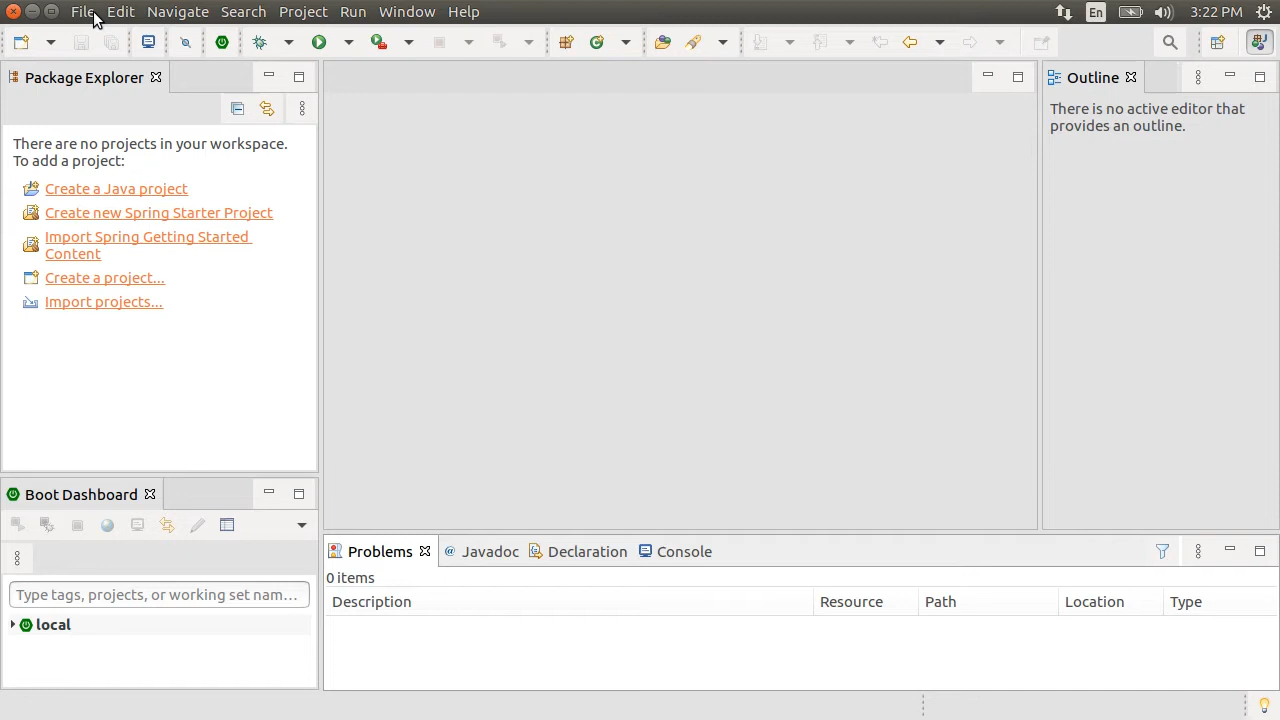 File Edit Navigate Search Project Run Window Help En 3:22 PM
Package Explorer
There are no projects in your workspace.
To add a project:
Create a Java project
Create new Spring Starter Project
Import Spring Getting Started
Content
Create a project...
Import projects...
Outline
There is no active editor that
provides an outline.
Boot Dashboard
Type tags, projects, or working set nam...
local
Problems @ Javadoc Declaration Console
0 items
Description Resource Path Location Type